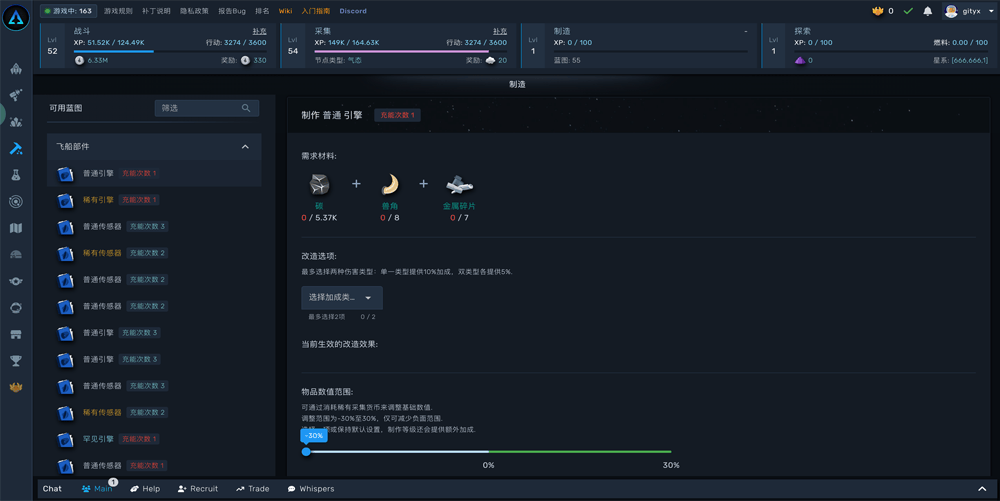 游戏中: 163 游戏规则 补丁说明 隐私政策 报告Bug 排名 Wiki 入门指南 Discord 0 gityx
Lvl 52 战斗 补充
XP: 51.52K / 124.49K 行动: 3274 / 3600
6.33M 奖励: 330
Lvl 54 采集 补充
XP: 149K / 164.63K 行动: 3274 / 3600
节点类型: 气态 奖励: 20
Lvl 1 制造 -
XP: 0 / 100
蓝图: 55
Lvl 1 探索
XP: 0 / 100 燃料: 0.00 / 100
0 星系: [666,666,1]
制造
可用蓝图 筛选
飞船部件
普通引擎 充能次数 1
稀有引擎 充能次数 1
普通传感器 充能次数 3
稀有传感器 充能次数 2
普通传感器 充能次数 2
普通传感器 充能次数 2
普通引擎 充能次数 3
普通引擎 充能次数 3
普通传感器 充能次数 3
稀有传感器 充能次数 2
罕见引擎 充能次数 1
普通传感器 充能次数 1
制作 普通 引擎 充能次数 1
需求材料:
碳 + 兽角 + 金属碎片
0 / 5.37K 0 / 8 0 / 7
改造选项:
最多选择两种伤害类型：单一类型提供10%加成，双类型各提供5%.
选择加成类...
最多选择2项 0 / 2
当前生效的改造效果:
物品数值范围:
可通过消耗稀有采集货币来调整基础数值.
调整范围为-30%至30%，仅可减少负面范围.
或保持默认设置，制作等级还会提供额外加成.
-30%
0% 30%
Chat Main 1 Help Recruit Trade Whispers